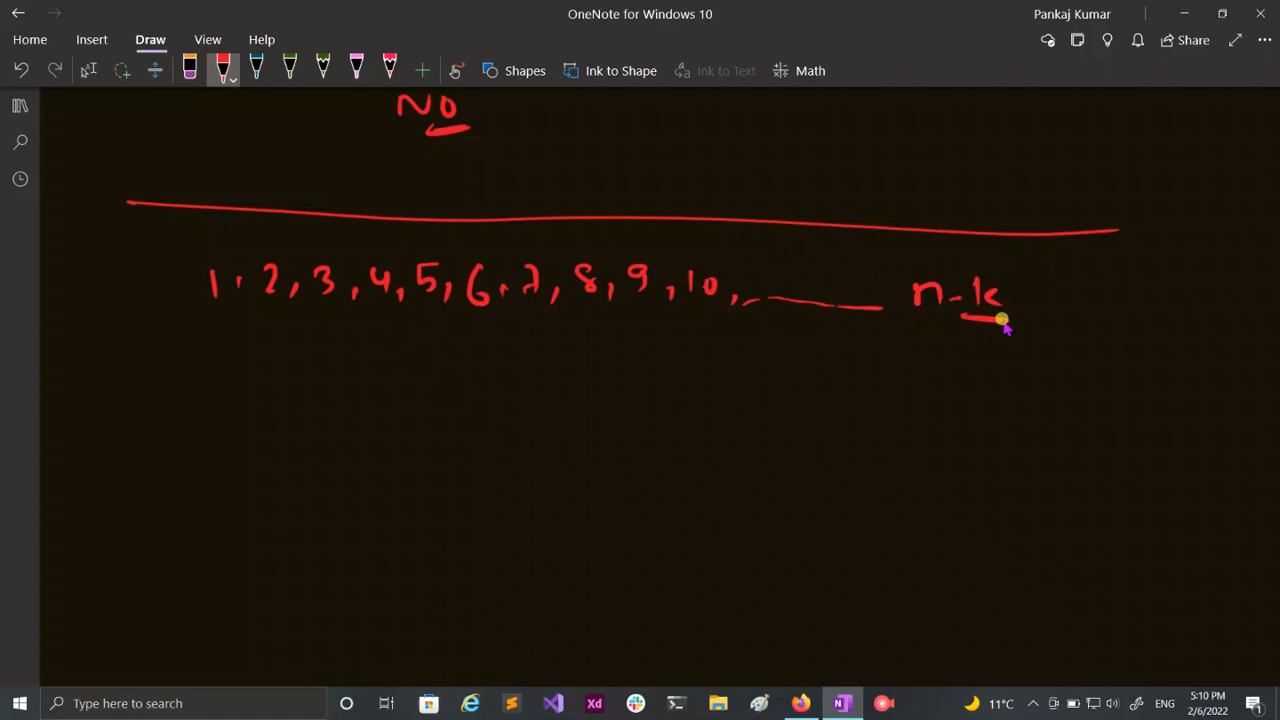 OneNote for Windows 10
Pankaj Kumar
Home Insert Draw View Help
Share
Shapes Ink to Shape Ink to Text Math
NO
1, 2, 3, 4, 5, 6, 7, 8, 9, 10, n-k
Type here to search
Xd
N
11°C
ENG
5:10 PM
2/6/2022
1